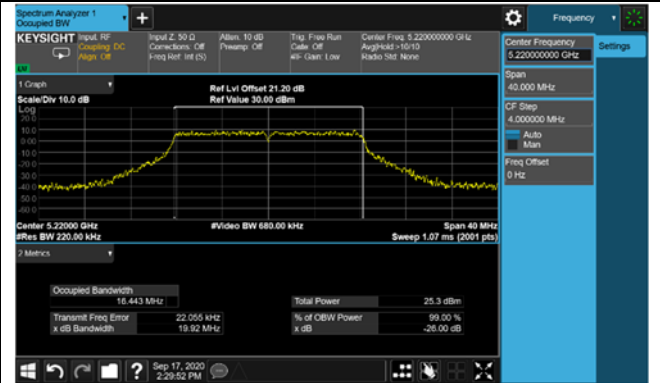 Spectrum Analyzer 1
Occupied BW
Frequency
KEYSIGHT
Input: RF
Coupling: DC
Align: Off
Input Z: 50 Ω
Corrections: Off
Freq Ref: Int (S)
Atten: 10 dB
Preamp: Off
Trig: Free Run
Gate: Off
#IF Gain: Low
Center Freq: 5.220000000 GHz
Avg|Hold:>10/10
Radio Std: None
Center Frequency
5.220000000 GHz
Settings
Span
40.000 MHz
CF Step
4.000000 MHz
Auto
Man
Freq Offset
0 Hz
1 Graph
Scale/Div 10.0 dB
Ref Lvl Offset 21.20 dB
Ref Value 30.00 dBm
Log
20.0
10.0
0.00
-10.0
-20.0
-30.0
-40.0
-50.0
-60.0
Center 5.22000 GHz
#Res BW 220.00 kHz
#Video BW 680.00 kHz
Span 40 MHz
Sweep 1.07 ms (2001 pts)
2 Metrics
Occupied Bandwidth
16.443 MHz
Total Power 25.3 dBm
Transmit Freq Error 22.055 kHz
% of OBW Power 99.00 %
x dB Bandwidth 19.92 MHz
x dB -26.00 dB
?
Sep 17, 2020
2:29:52 PM